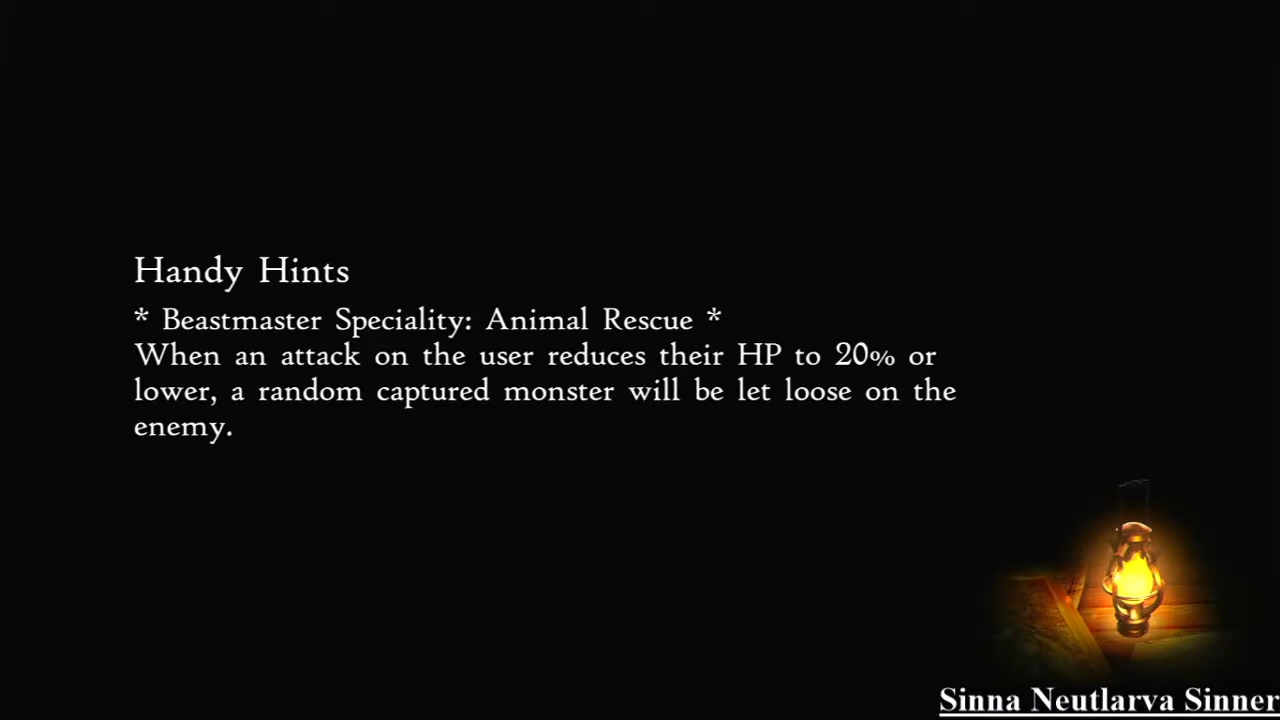 Handy Hints
* Beastmaster Speciality: Animal Rescue *
When an attack on the user reduces their HP to 20% or
lower, a random captured monster will be let loose on the
enemy.
Sinna Neutlarva Sinner